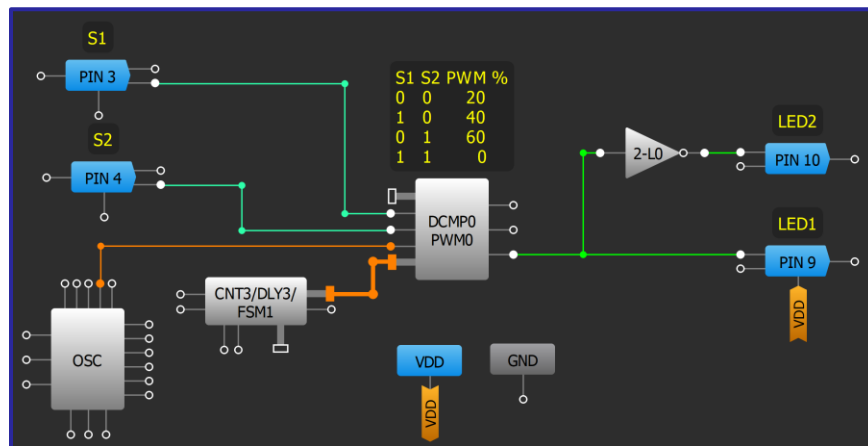 S1
PIN 3
S2
PIN 4
S1 S2 PWM %
0 0 20
1 0 40
0 1 60
1 1 0
DCMP0
PWM0
2-L0
LED2
PIN 10
LED1
PIN 9
VDD
CNT3/DLY3/
FSM1
OSC
VDD
VDD
GND